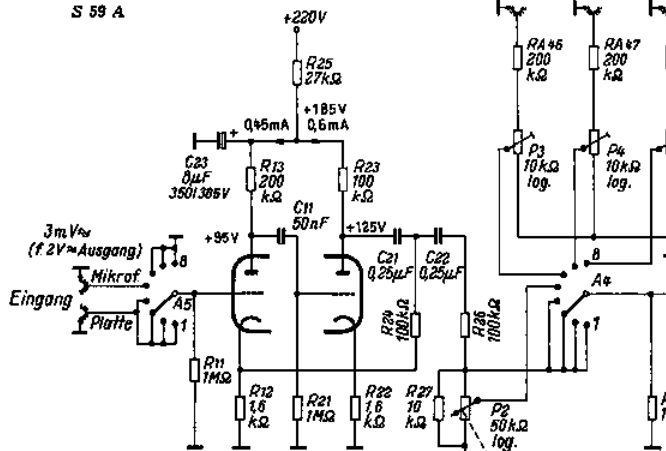 S 59 A
+220V
R25
27kΩ
+185V
0,45mA
0,6mA
+
C23
8µF
350/385V
R13
200
kΩ
R23
100
kΩ
C11
50nF
+95V
+125V
C21
0,25µF
C22
0,25µF
3mV≈
(f. 2V≈Ausgang)
Mikrof.
Eingang
Platte
8
A5
1
R11
1MΩ
R12
1,6
kΩ
R21
1MΩ
R22
1,6
kΩ
R24
100kΩ
R26
100kΩ
R27
10
kΩ
P2
50kΩ
log.
RA46
200
kΩ
RA47
200
kΩ
P3
10kΩ
log.
P4
10kΩ
log.
8
A4
1